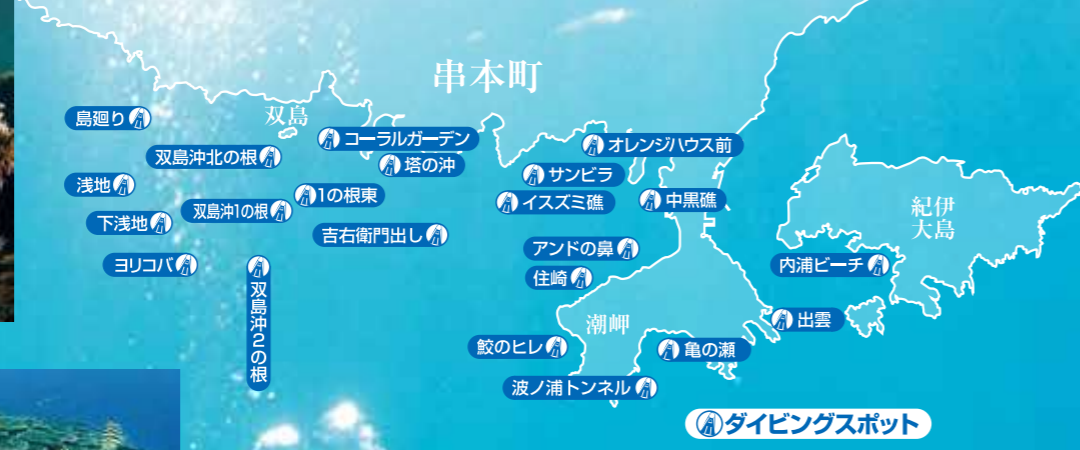 串本町
双島
島廻り
コーラルガーデン
オレンジハウス前
双島沖北の根
塔の沖
サンビラ
浅地
1の根東
イスズミ礁
中黒礁
下浅地
双島沖1の根
吉右衛門出し
紀伊
大島
アンドの鼻
ヨリコバ
住崎
内浦ビーチ
双島沖2の根
潮岬
出雲
鮫のヒレ
亀の瀬
波ノ浦トンネル
ダイビングスポット